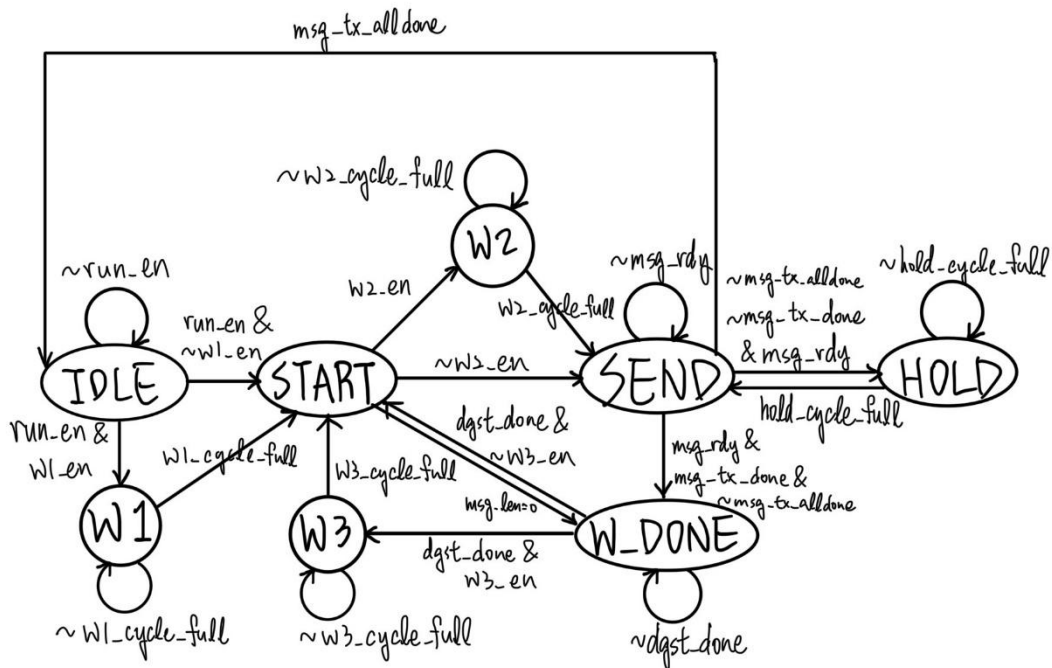 msg_tx_alldone
~W2_cycle_full
W2
~run_en
run_en &
~W1_en
W2_en
W2_cycle_full
~msg_rdy
~msg_tx_alldone
~msg_tx_done
& msg_rdy
~hold_cycle_full
IDLE
START
~W2_en
SEND
HOLD
hold_cycle_full
run_en &
W1_en
W1_cycle_full
W3_cycle_full
dgst_done &
~W3_en
msg_len=0
msg_rdy &
msg_tx_done &
~msg_tx_alldone
W1
W3
dgst_done &
W3_en
W_DONE
~W1_cycle_full
~W3_cycle_full
~dgst_done